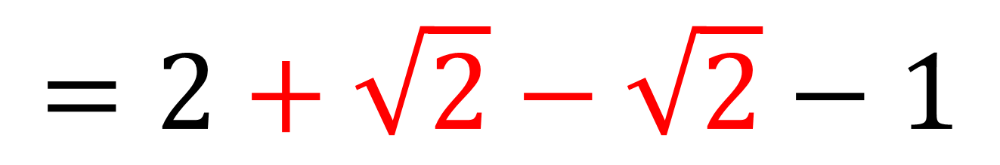 = 2 + √2 − √2 − 1